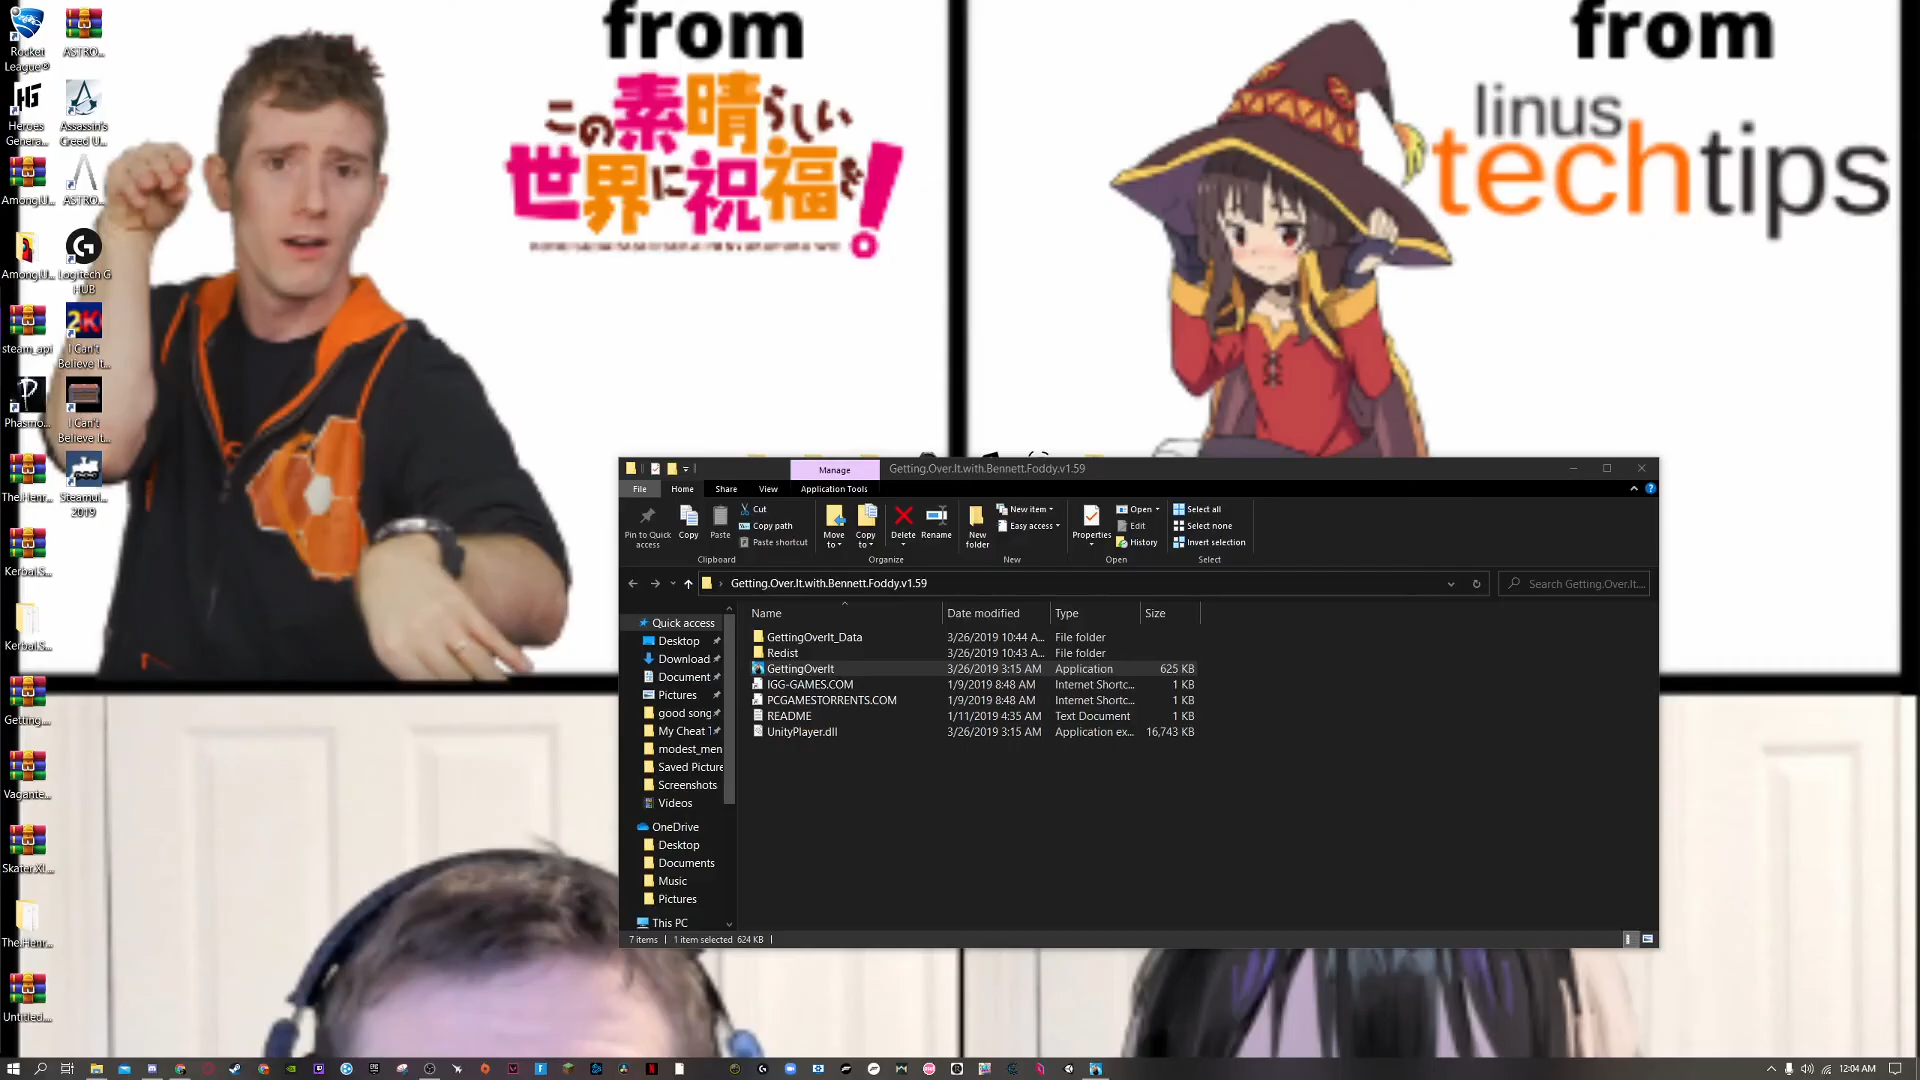 from
この素晴らしい
世界に祝福を!
from
linus
techtips
Rocket
League®
ASTRO...
Heroes
Genera...
Assassin's
Creed U...
Among.U...
ASTRO...
Among.U...
Logitech G
HUB
steam_api
I Can't
Believe It...
Phasmo...
I Can't
Believe It...
The.Henr...
Steamul...
2019
Kerbal.S...
Kerbal.S...
Getting....
Vagante...
Skater.XL...
The.Henr...
Untitled....
Manage
Getting.Over.It.with.Bennett.Foddy.v1.59
File
Home
Share
View
Application Tools
Pin to Quick
access
Copy
Paste
Cut
Copy path
Paste shortcut
Clipboard
Move
to
Copy
to
Delete
Rename
Organize
New
folder
New item
Easy access
New
Properties
Open
Edit
History
Open
Select all
Select none
Invert selection
Select
Getting.Over.It.with.Bennett.Foddy.v1.59
Search Getting.Over.It....
Name
Date modified
Type
Size
GettingOverIt_Data 3/26/2019 10:44 A... File folder
Redist 3/26/2019 10:43 A... File folder
GettingOverIt 3/26/2019 3:15 AM Application 625 KB
IGG-GAMES.COM 1/9/2019 8:48 AM Internet Shortc... 1 KB
PCGAMESTORRENTS.COM 1/9/2019 8:48 AM Internet Shortc... 1 KB
README 1/11/2019 4:35 AM Text Document 1 KB
UnityPlayer.dll 3/26/2019 3:15 AM Application ex... 16,743 KB
Quick access
Desktop
Download
Document
Pictures
good song
My Cheat T
modest_men
Saved Picture
Screenshots
Videos
OneDrive
Desktop
Documents
Music
Pictures
This PC
7 items
1 item selected 624 KB
12:04 AM